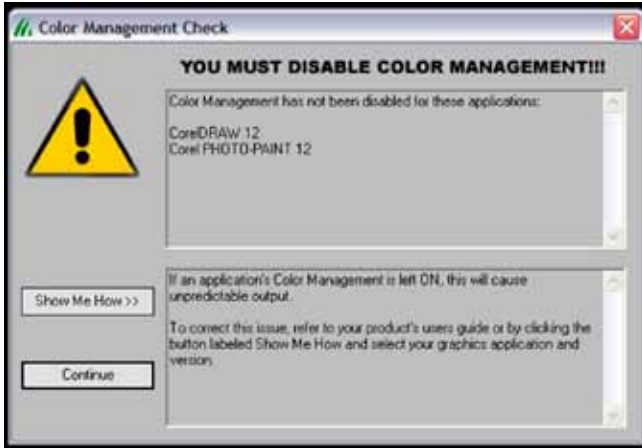 Color Management Check
YOU MUST DISABLE COLOR MANAGEMENT!!!
Color Management has not been disabled for these applications:
CorelDRAW 12
Corel PHOTO-PAINT 12
If an application's Color Management is left ON, this will cause
unpredictable output.
Show Me How >>
To correct this issue, refer to your product's users guide or by clicking the
button labeled Show Me How and select your graphics application and
version.
Continue